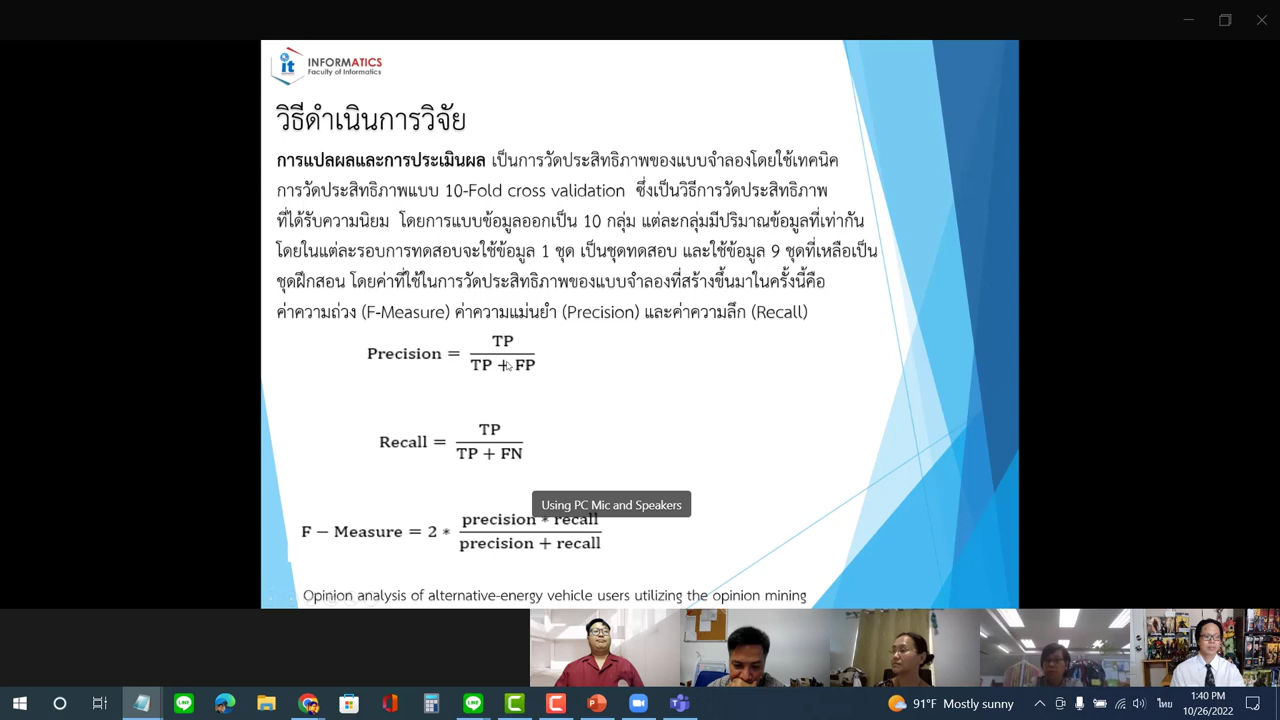 it
INFORMATICS
Faculty of Informatics
วิธีดำเนินการวิจัย
การแปลผลและการประเมินผล เป็นการวัดประสิทธิภาพของแบบจำลองโดยใช้เทคนิค
การวัดประสิทธิภาพแบบ 10-Fold cross validation ซึ่งเป็นวิธีการวัดประสิทธิภาพ
ที่ได้รับความนิยม โดยการแบบข้อมูลออกเป็น 10 กลุ่ม แต่ละกลุ่มมีปริมาณข้อมูลที่เท่ากัน
โดยในแต่ละรอบการทดสอบจะใช้ข้อมูล 1 ชุด เป็นชุดทดสอบ และใช้ข้อมูล 9 ชุดที่เหลือเป็น
ชุดฝึกสอน โดยค่าที่ใช้ในการวัดประสิทธิภาพของแบบจำลองที่สร้างขึ้นมาในครั้งนี้คือ
ค่าความถ่วง (F-Measure) ค่าความแม่นยำ (Precision) และค่าความลึก (Recall)
Precision = TP / TP + FP
Recall = TP / TP + FN
Using PC Mic and Speakers
F − Measure = 2 * precision * recall / precision + recall
Opinion analysis of alternative-energy vehicle users utilizing the opinion mining
91°F Mostly sunny
ไทย
1:40 PM
10/26/2022